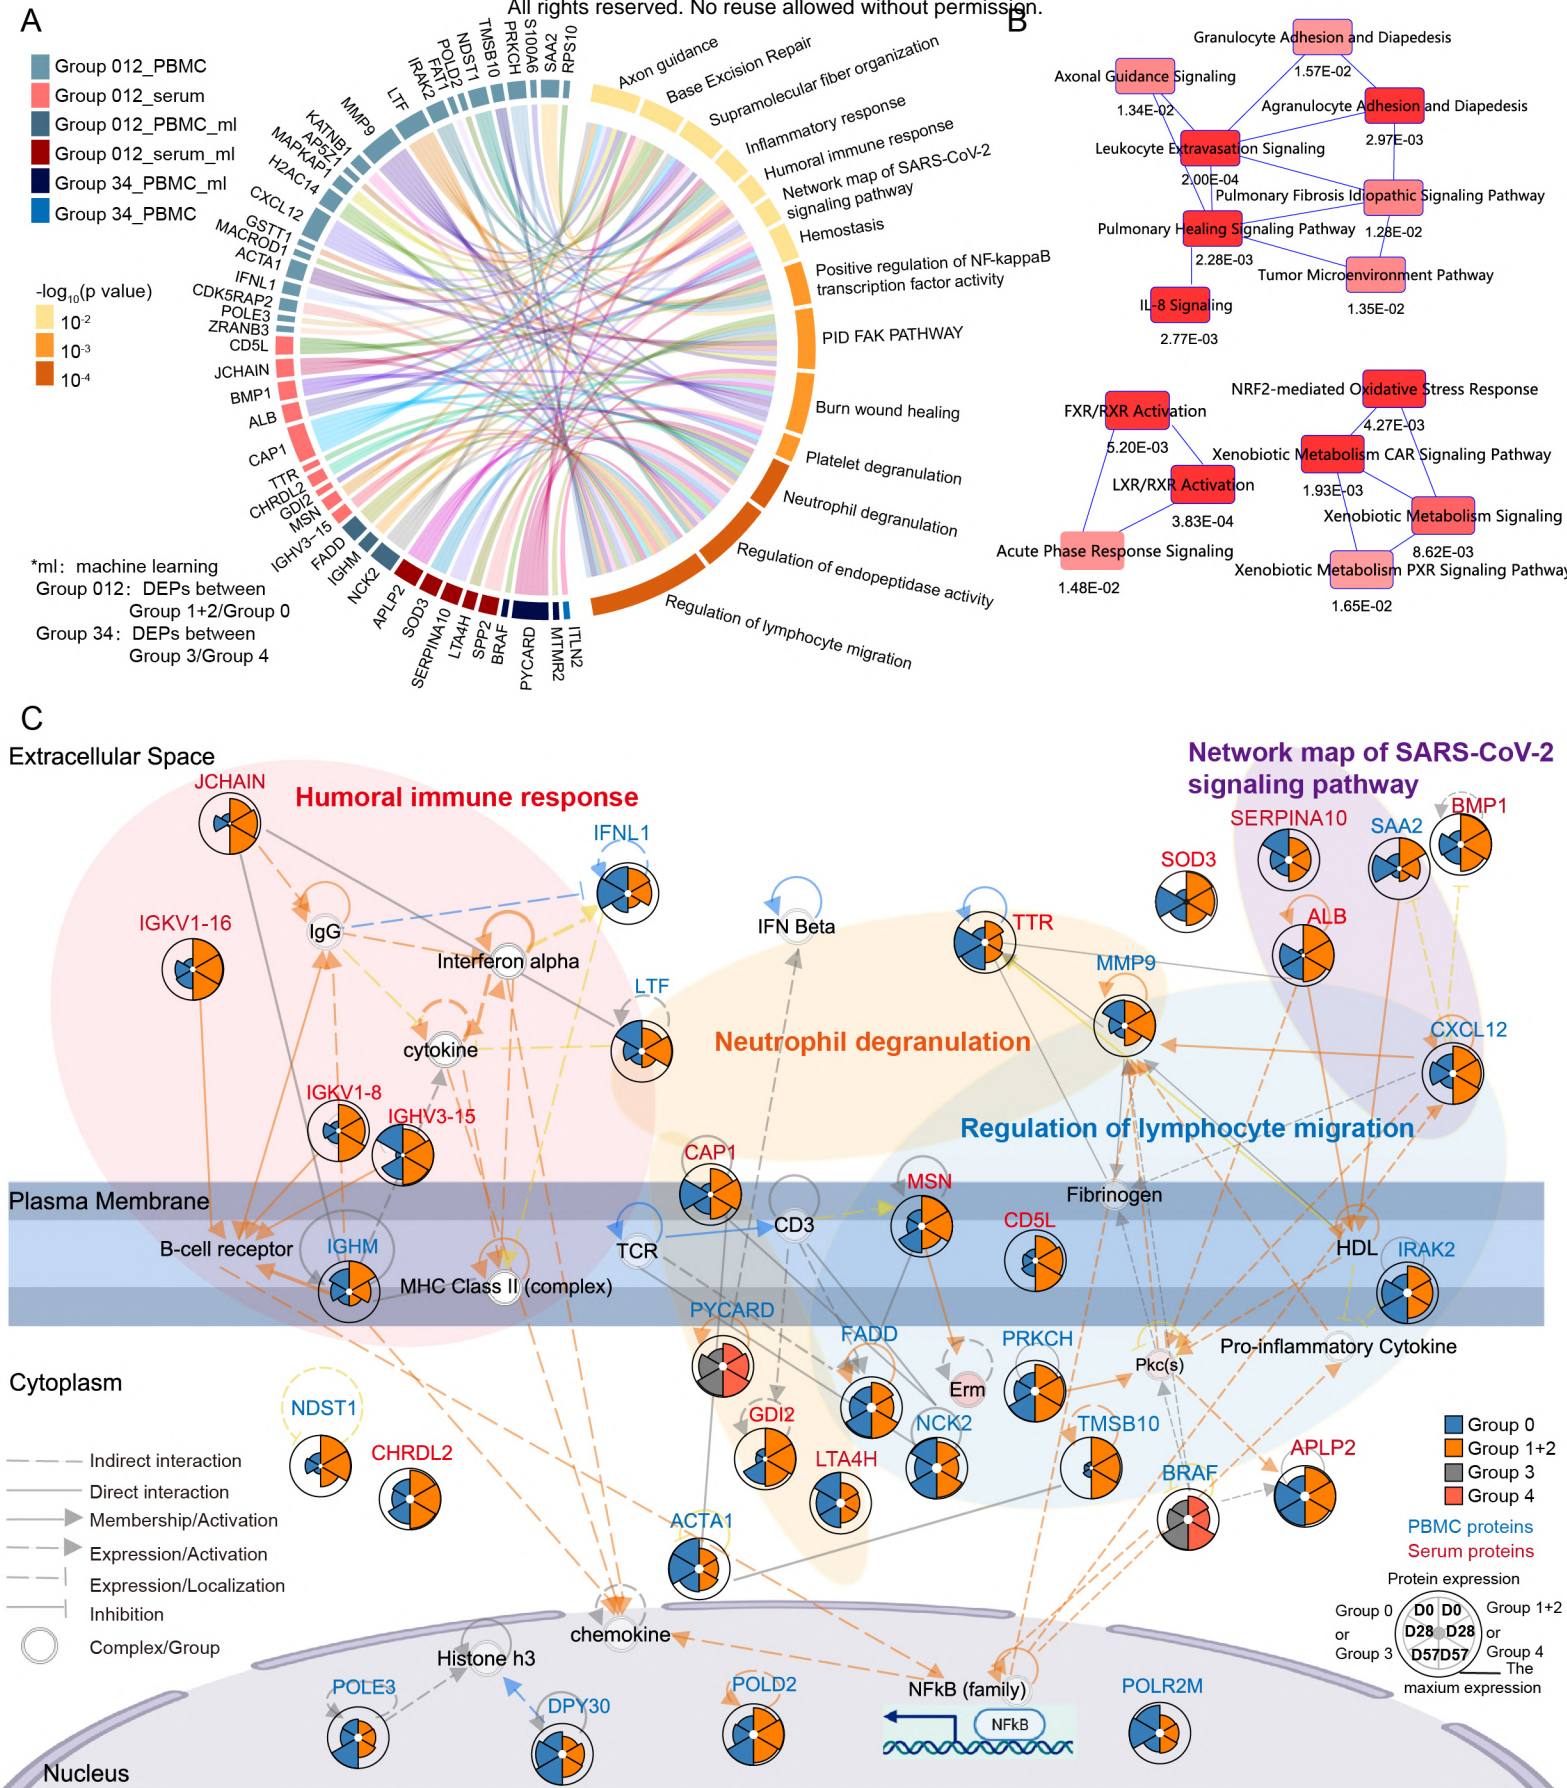 All rights reserved. No reuse allowed without permission.
A
Group 012_PBMC
Group 012_serum
Group 012_PBMC_ml
Group 012_serum_ml
Group 34_PBMC_ml
Group 34_PBMC
-log10(p value)
10-2
10-3
10-4
*ml: machine learning
Group 012: DEPs between
Group 1+2/Group 0
Group 34: DEPs between
Group 3/Group 4
RPS10
SAA2
S100A6
PRKCH
TMSB10
NDST1
POLD2
FAT1
IRAK2
LTF
MMP9
KATNB1
AP5Z1
MAPKAP1
H2AC14
CXCL12
GSTT1
MACROD1
ACTA1
IFNL1
CDK5RAP2
POLE3
ZRANB3
CD5L
JCHAIN
BMP1
ALB
CAP1
TTR
CHRDL2
GDI2
MSN
IGHV3-15
FADD
IGHM
NCK2
APLP2
SOD3
SERPINA10
LTA4H
SPP2
BRAF
PYCARD
MTMR2
ITLN2
Axon guidance
Base Excision Repair
Supramolecular fiber organization
Inflammatory response
Humoral immune response
Network map of SARS-CoV-2
signaling pathway
Hemostasis
Positive regulation of NF-kappaB
transcription factor activity
PID FAK PATHWAY
Burn wound healing
Platelet degranulation
Neutrophil degranulation
Regulation of endopeptidase activity
Regulation of lymphocyte migration
B
Granulocyte Adhesion and Diapedesis
1.57E-02
Axonal Guidance Signaling
1.34E-02
Agranulocyte Adhesion and Diapedesis
2.97E-03
Leukocyte Extravasation Signaling
2.00E-04
Pulmonary Fibrosis Idiopathic Signaling Pathway
1.28E-02
Pulmonary Healing Signaling Pathway
2.28E-03
Tumor Microenvironment Pathway
1.35E-02
IL-8 Signaling
2.77E-03
FXR/RXR Activation
5.20E-03
LXR/RXR Activation
3.83E-04
Acute Phase Response Signaling
1.48E-02
NRF2-mediated Oxidative Stress Response
4.27E-03
Xenobiotic Metabolism CAR Signaling Pathway
1.93E-03
Xenobiotic Metabolism Signaling
8.62E-03
Xenobiotic Metabolism PXR Signaling Pathway
1.65E-02
C
Extracellular Space
Humoral immune response
Network map of SARS-CoV-2
signaling pathway
JCHAIN
IFNL1
SERPINA10
SAA2
BMP1
SOD3
IGKV1-16
IgG
Interferon alpha
IFN Beta
TTR
ALB
LTF
MMP9
cytokine
Neutrophil degranulation
CXCL12
IGKV1-8
IGHV3-15
Regulation of lymphocyte migration
CAP1
MSN
Plasma Membrane
Fibrinogen
CD3
CD5L
B-cell receptor
IGHM
TCR
HDL
IRAK2
MHC Class II (complex)
PYCARD
FADD
PRKCH
Pkc(s)
Pro-inflammatory Cytokine
Cytoplasm
Erm
NDST1
GDI2
NCK2
TMSB10
CHRDL2
LTA4H
BRAF
APLP2
ACTA1
Indirect interaction
Direct interaction
Membership/Activation
Expression/Activation
Expression/Localization
Inhibition
Complex/Group
Group 0
Group 1+2
Group 3
Group 4
PBMC proteins
Serum proteins
Protein expression
Group 0
or
Group 3
D0 D0
D28 D28
D57 D57
Group 1+2
or
Group 4
The
maxium expression
chemokine
Histone h3
POLE3
DPY30
POLD2
NFkB (family)
NFkB
POLR2M
Nucleus